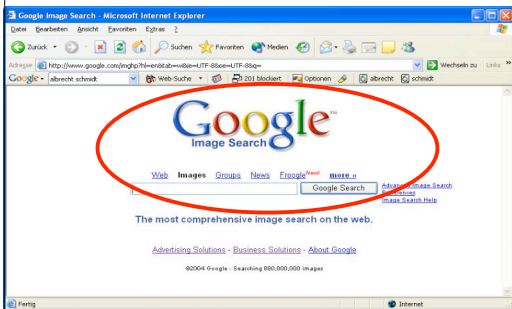 Google Image Search - Microsoft Internet Explorer
Datei Bearbeiten Ansicht Favoriten Extras ?
Zurück Suchen Favoriten Medien
Adresse http://www.google.com/imghp?hl=en&tab=wi&ie=UTF-8&oe=UTF-8&q= Wechseln zu Links »
Google albrecht schmidt Web-Suche 201 blockiert Optionen albrecht schmidt
Google™
Image Search
Web Images Groups News Froogle New! more »
Google Search
Advanced Image Search
Preferences
Image Search Help
The most comprehensive image search on the web.
Advertising Solutions - Business Solutions - About Google
©2004 Google - Searching 880,000,000 images
Fertig Internet